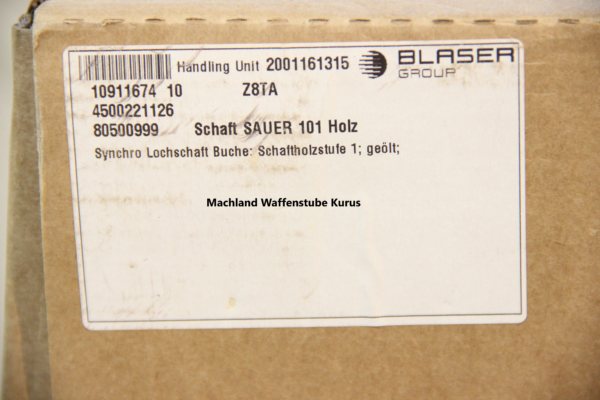 Handling Unit 2001161315
BLASER
GROUP
10911674 10 Z8TA
4500221126
80500999 Schaft SAUER 101 Holz
Synchro Lochschaft Buche: Schaftholzstufe 1; geölt;
Machland Waffenstube Kurus